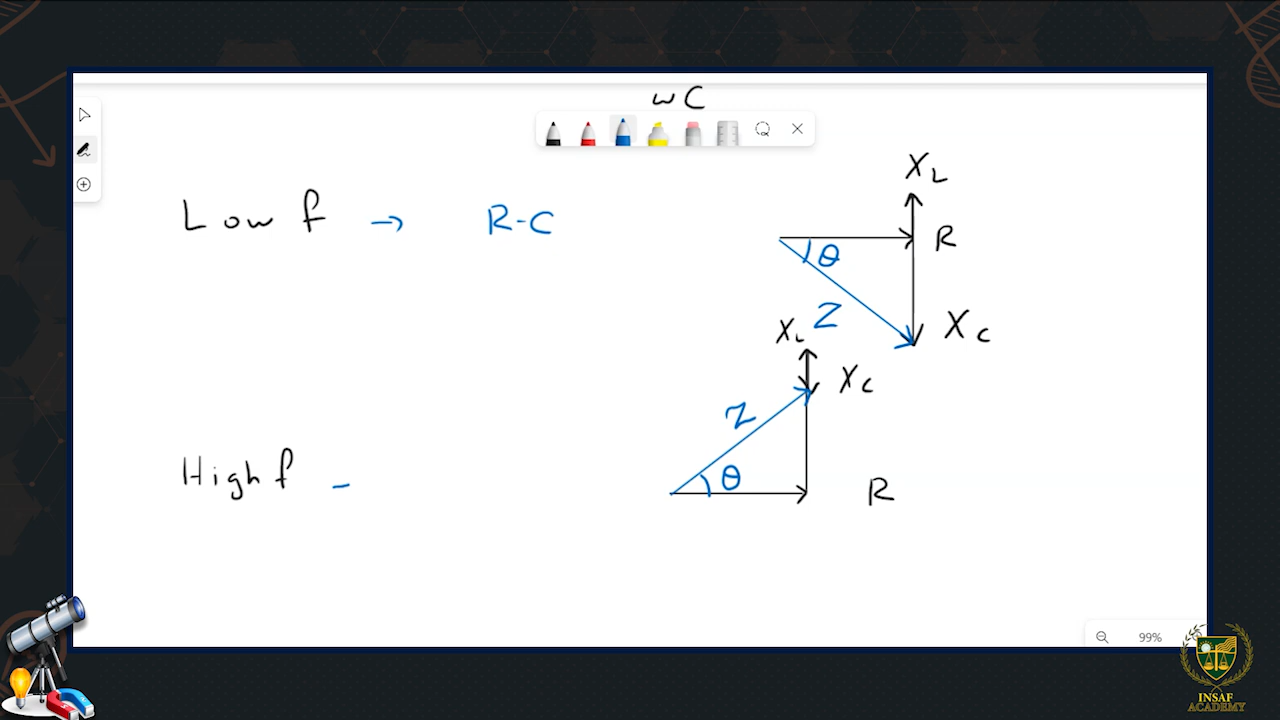 ωC
Low f → R-C
X_L
R
θ
Z
X_C
X_L
X_C
Z
θ
High f -
R
99%
INSAF
ACADEMY